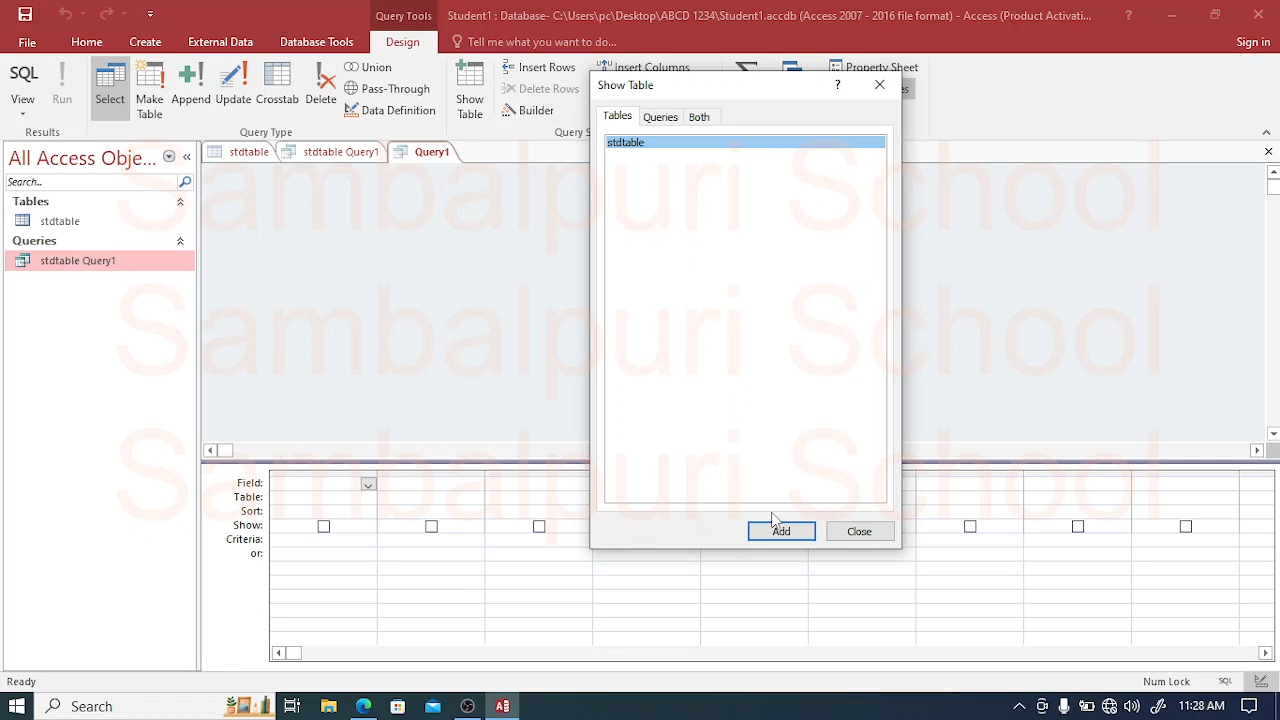 Query Tools
Student1 : Database- C:\Users\pc\Desktop\ABCD 1234\Student1.accdb (Access 2007 - 2016 file format) - Access (Product Activati...
File Home Create External Data Database Tools Design Tell me what you want to do... Sign in
SQL
View
Run
Select
Make
Table
Append
Update
Crosstab
Delete
Union
Pass-Through
Data Definition
Show
Table
Insert Rows
Delete Rows
Builder
Insert Columns
Property Sheet
Results
Query Type
Query S
Show Table
Tables Queries Both
stdtable
Add Close
All Access Obje...
Search..
Tables
stdtable
Queries
stdtable Query1
stdtable stdtable Query1 Query1
Sambalpuri School
Sambalpuri School
Sambalpuri School
Field:
Table:
Sort:
Show:
Criteria:
or:
Ready
Num Lock
SQL
Search
11:28 AM